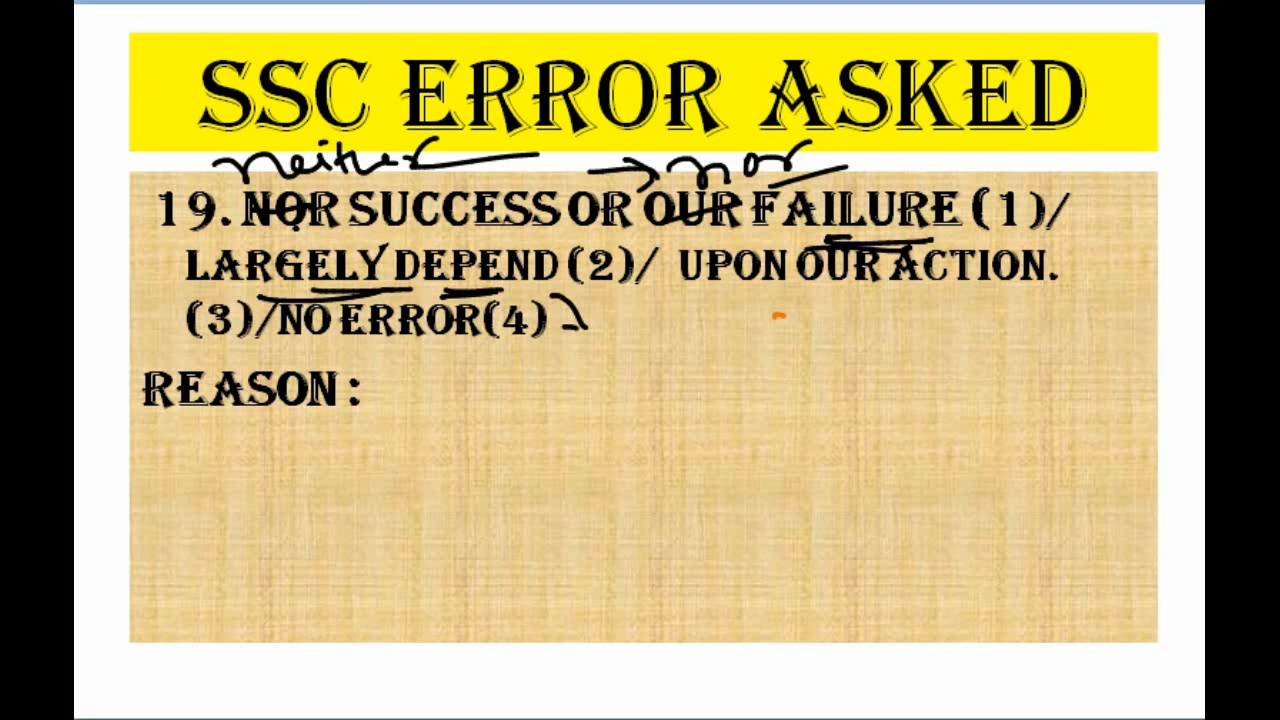 SSC ERROR ASKED
neither → nor
19. NOR SUCCESS OR OUR FAILURE (1)/
LARGELY DEPEND (2)/ UPON OUR ACTION.
(3)/NO ERROR(4)
REASON :